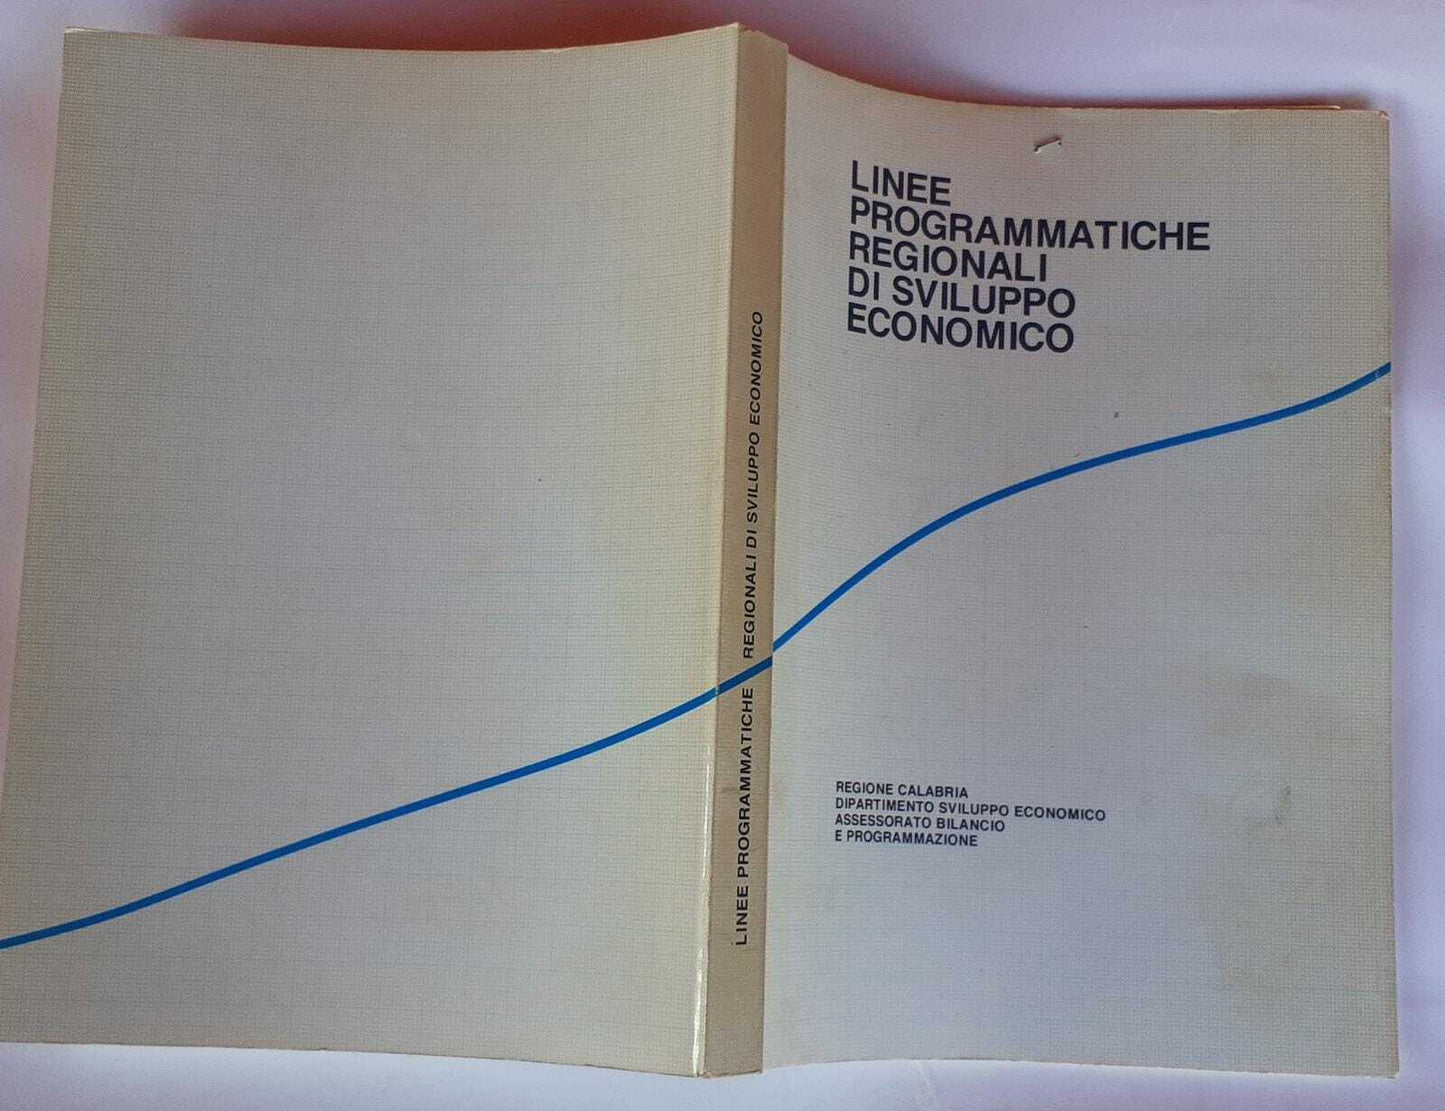 LINEE
PROGRAMMATICHE
REGIONALI
DI SVILUPPO
ECONOMICO
REGIONE CALABRIA
DIPARTIMENTO SVILUPPO ECONOMICO
ASSESSORATO BILANCIO
E PROGRAMMAZIONE
LINEE PROGRAMMATICHE REGIONALI DI SVILUPPO ECONOMICO